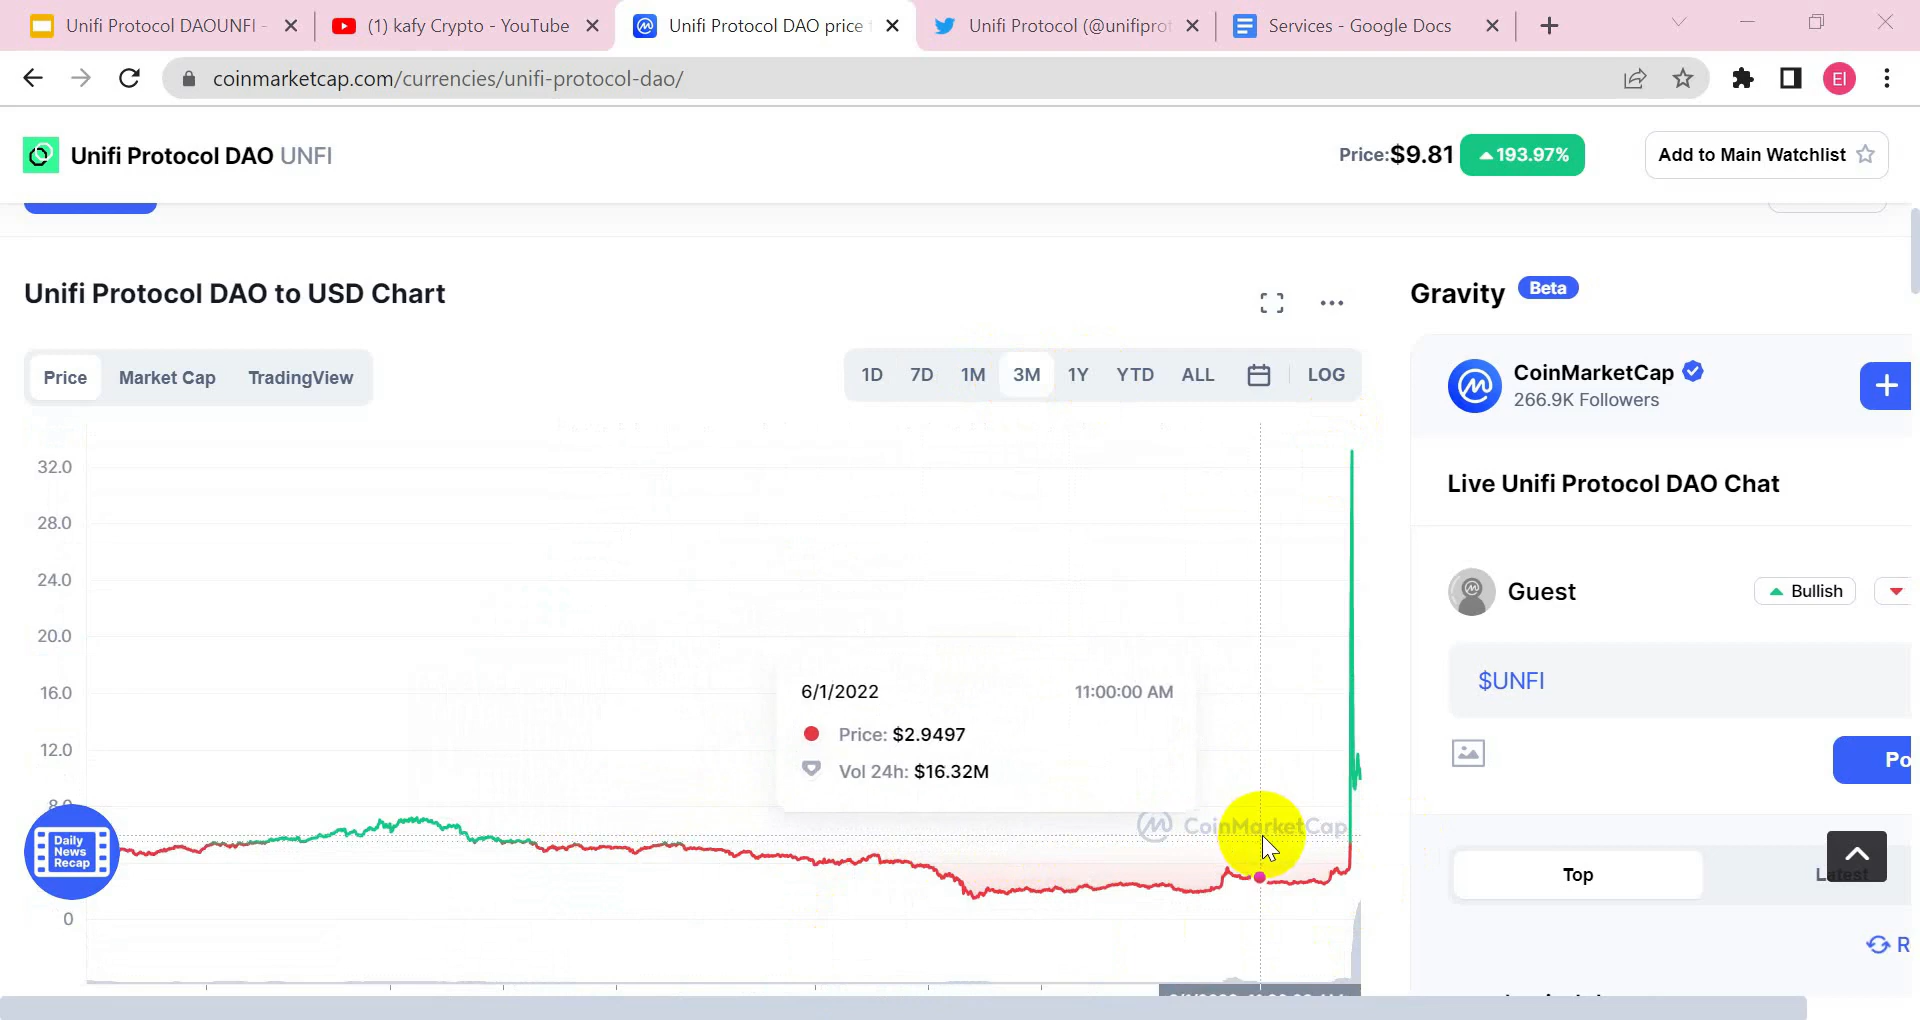 Unifi Protocol DAOUNFI -
(1) kafy Crypto - YouTube
Unifi Protocol DAO price
Unifi Protocol (@unifiprot
Services - Google Docs
coinmarketcap.com/currencies/unifi-protocol-dao/
EI
Unifi Protocol DAO UNFI
Price:$9.81
193.97%
Add to Main Watchlist
Unifi Protocol DAO to USD Chart
Price
Market Cap
TradingView
1D 7D 1M 3M 1Y YTD ALL LOG
32.0
28.0
24.0
20.0
16.0
12.0
8.0
0
6/1/2022 11:00:00 AM
Price: $2.9497
Vol 24h: $16.32M
CoinMarketCap
Daily
News
Recap
Gravity Beta
CoinMarketCap
266.9K Followers
Live Unifi Protocol DAO Chat
Guest
Bullish
$UNFI
Po
Top
Latest
R